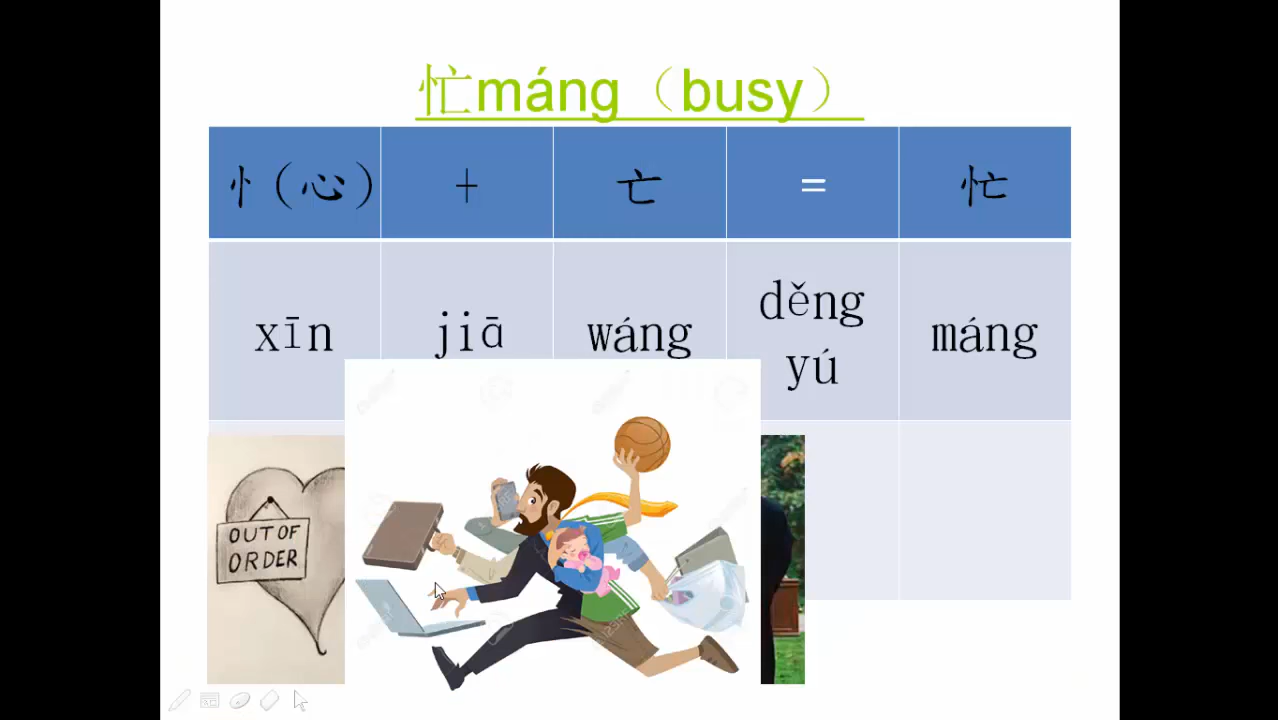 忙máng（busy）
忄(心) + 亡 = 忙
xīn jiā wáng děng yú máng
OUT OF
ORDER